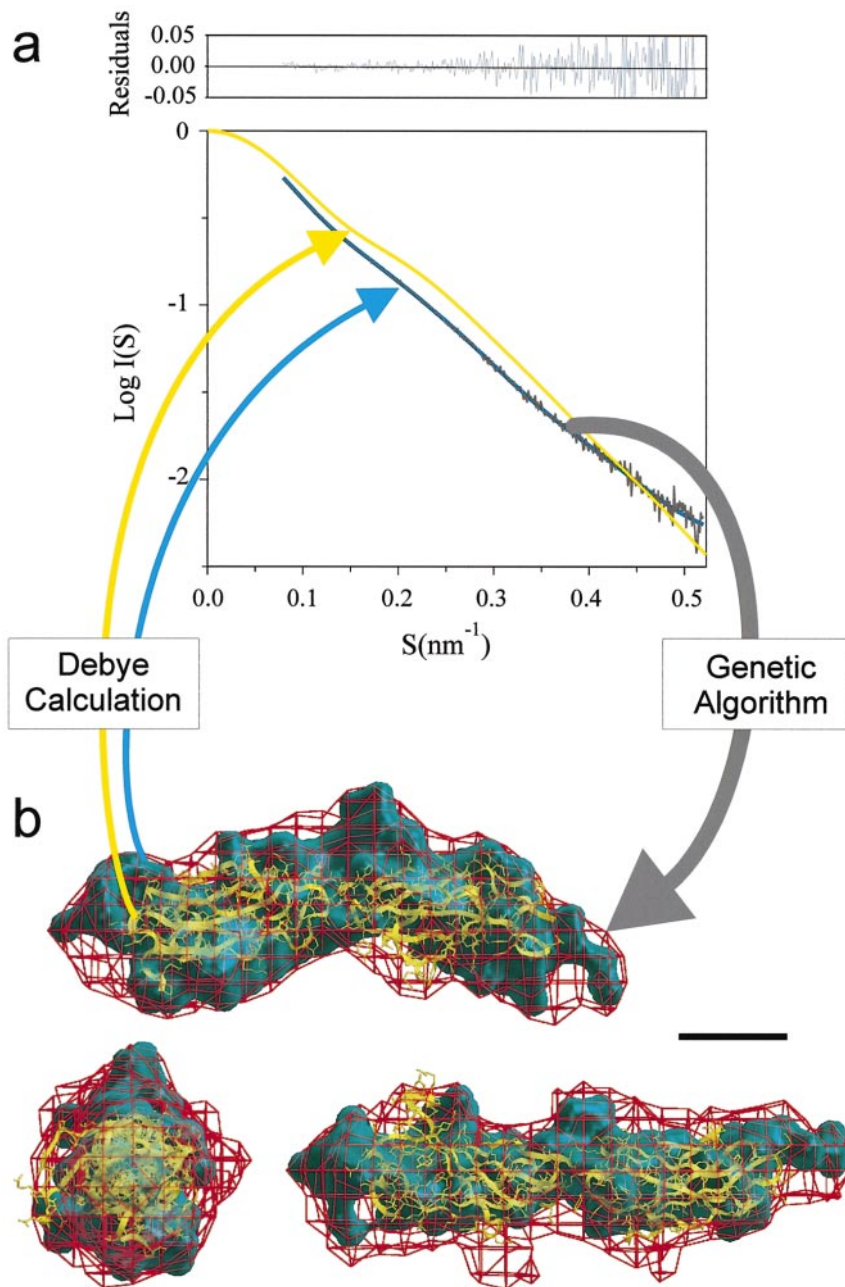 a
Residuals
0.05
0.00
-0.05
0
-1
-2
Log I(S)
0.0 0.1 0.2 0.3 0.4 0.5
S(nm⁻¹)
Debye
Calculation
Genetic
Algorithm
b